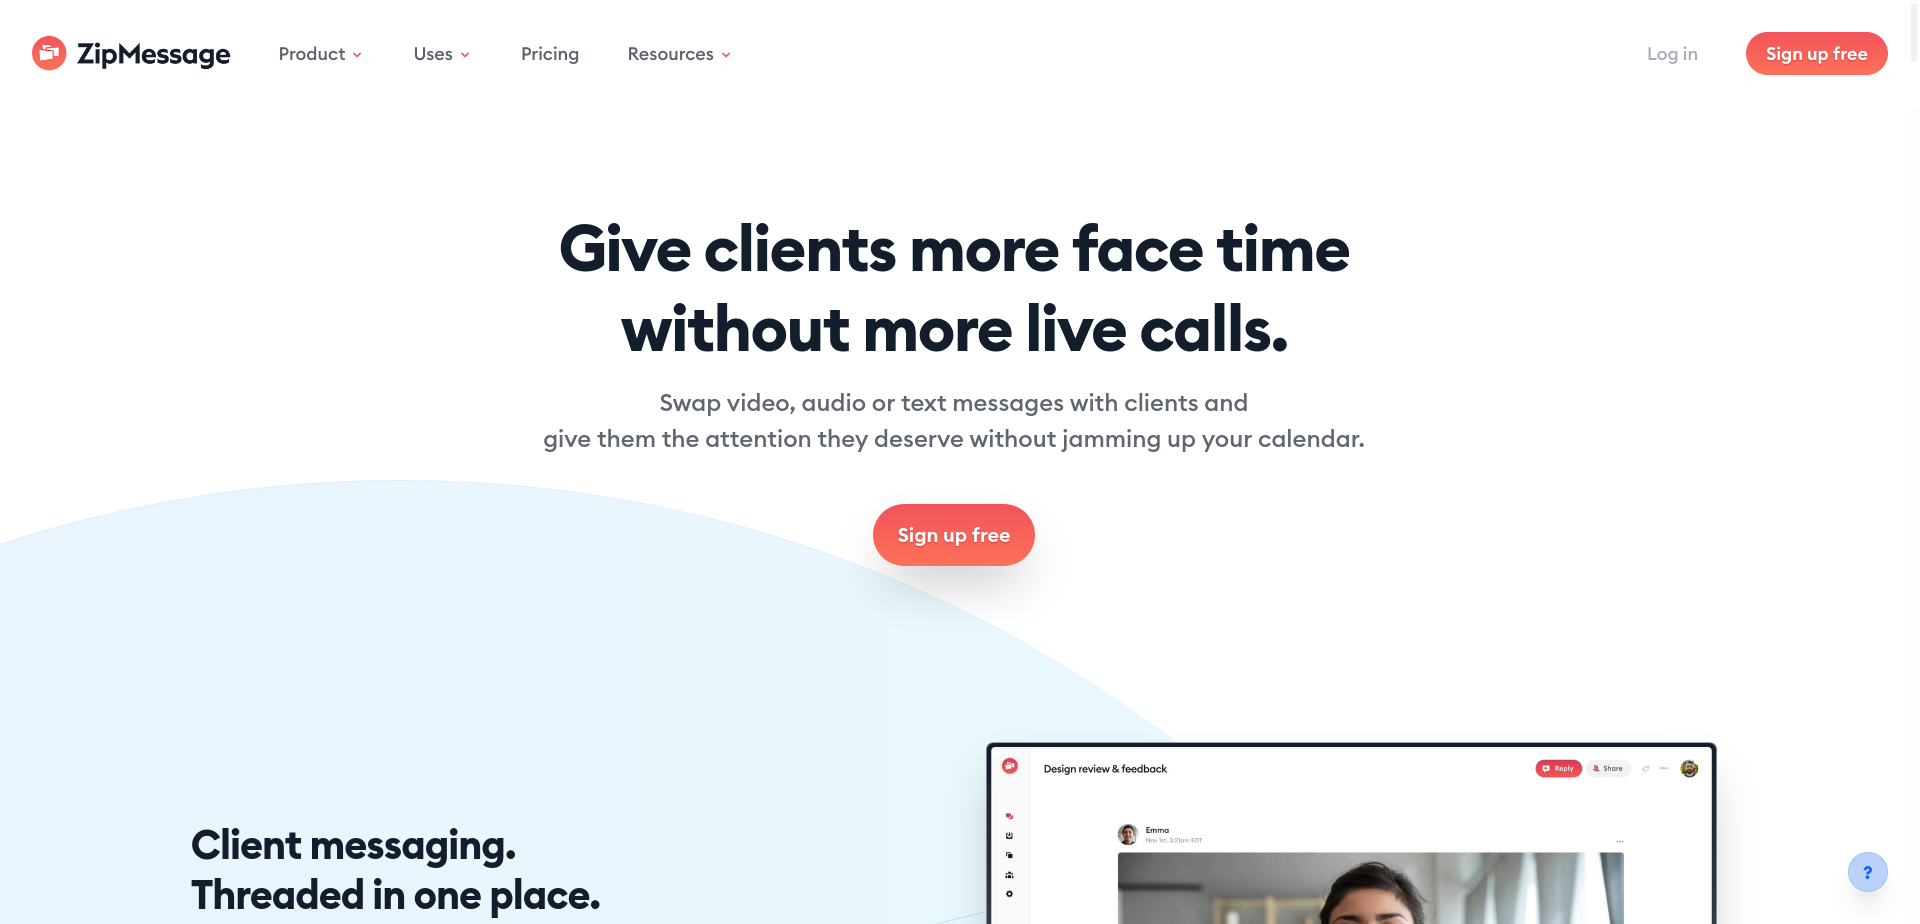 ZipMessage
Product
Uses
Pricing
Resources
Log in
Sign up free
Give clients more face time
without more live calls.
Swap video, audio or text messages with clients and
give them the attention they deserve without jamming up your calendar.
Sign up free
Client messaging.
Threaded in one place.
Design review & feedback
Reply
Share
Emma
Nov 1st, 3:21pm EDT
?